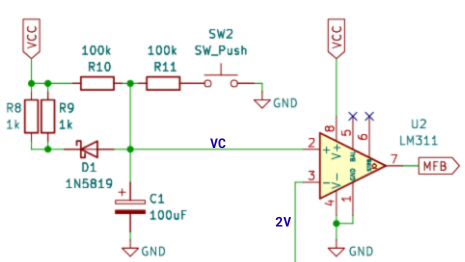 VCC
VCC
SW2
SW_Push
100k
R10
100k
R11
GND
R8
1k
R9
1k
D1
1N5819
VC
8
5
6
U2
LM311
2
+
V+
BAL
7
MFB
3
-
V-
GND
4
1
+
C1
100uF
2V
GND
GND